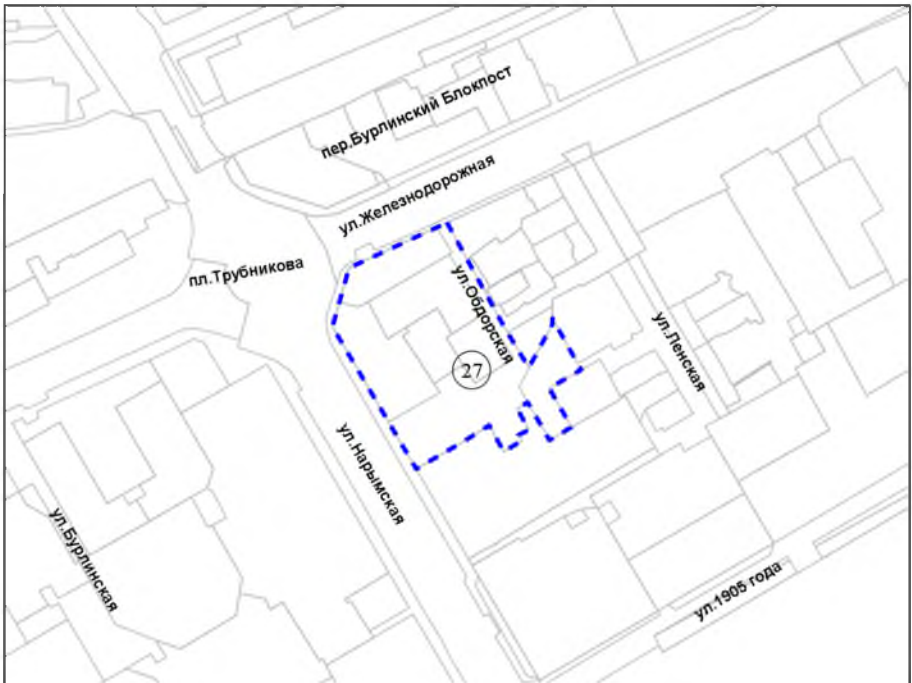 пер.Бурлинский Блокпост
ул.Железнодорожная
пл.Трубникова
ул.Обдорская
ул.Ленская
27
ул.Нарымская
ул.Бурлинская
ул.1905 года